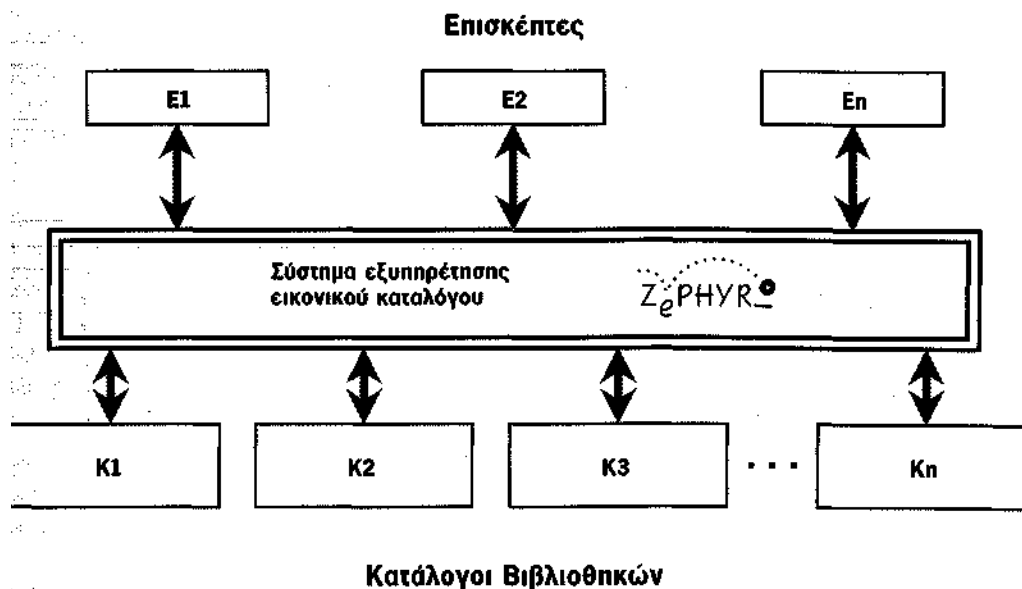 Επισκέπτες
E1 E2 En
Σύστημα εξυπηρέτησης
εικονικού καταλόγου
ZePHYR
K1 K2 K3 ... Kn
Κατάλογοι Βιβλιοθηκών